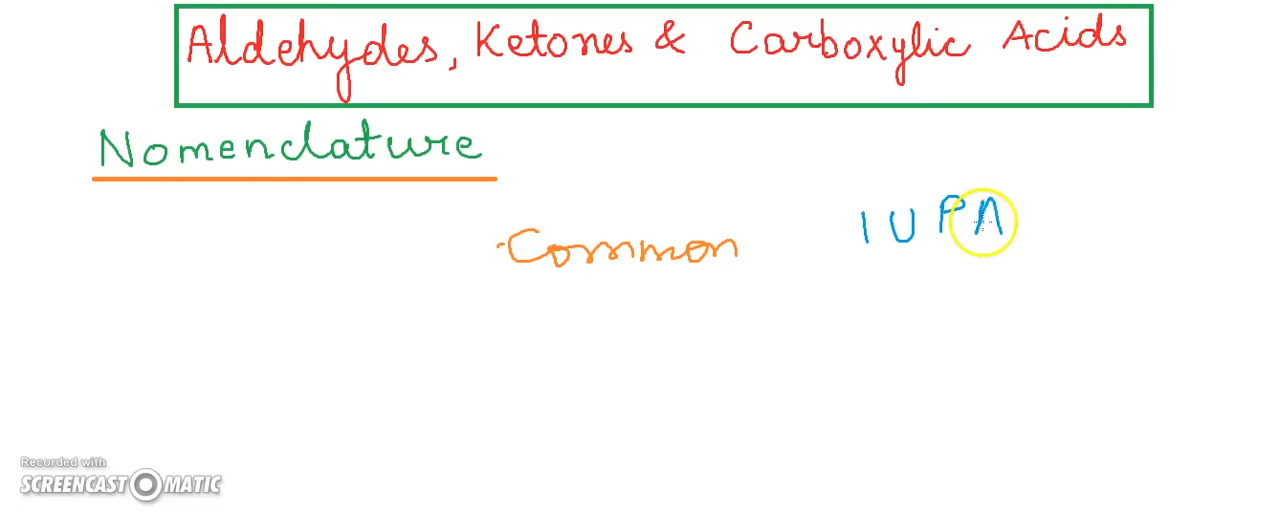 Aldehydes, Ketones & Carboxylic Acids
Nomenclature
Common IUPA
Recorded with
SCREENCAST MATIC